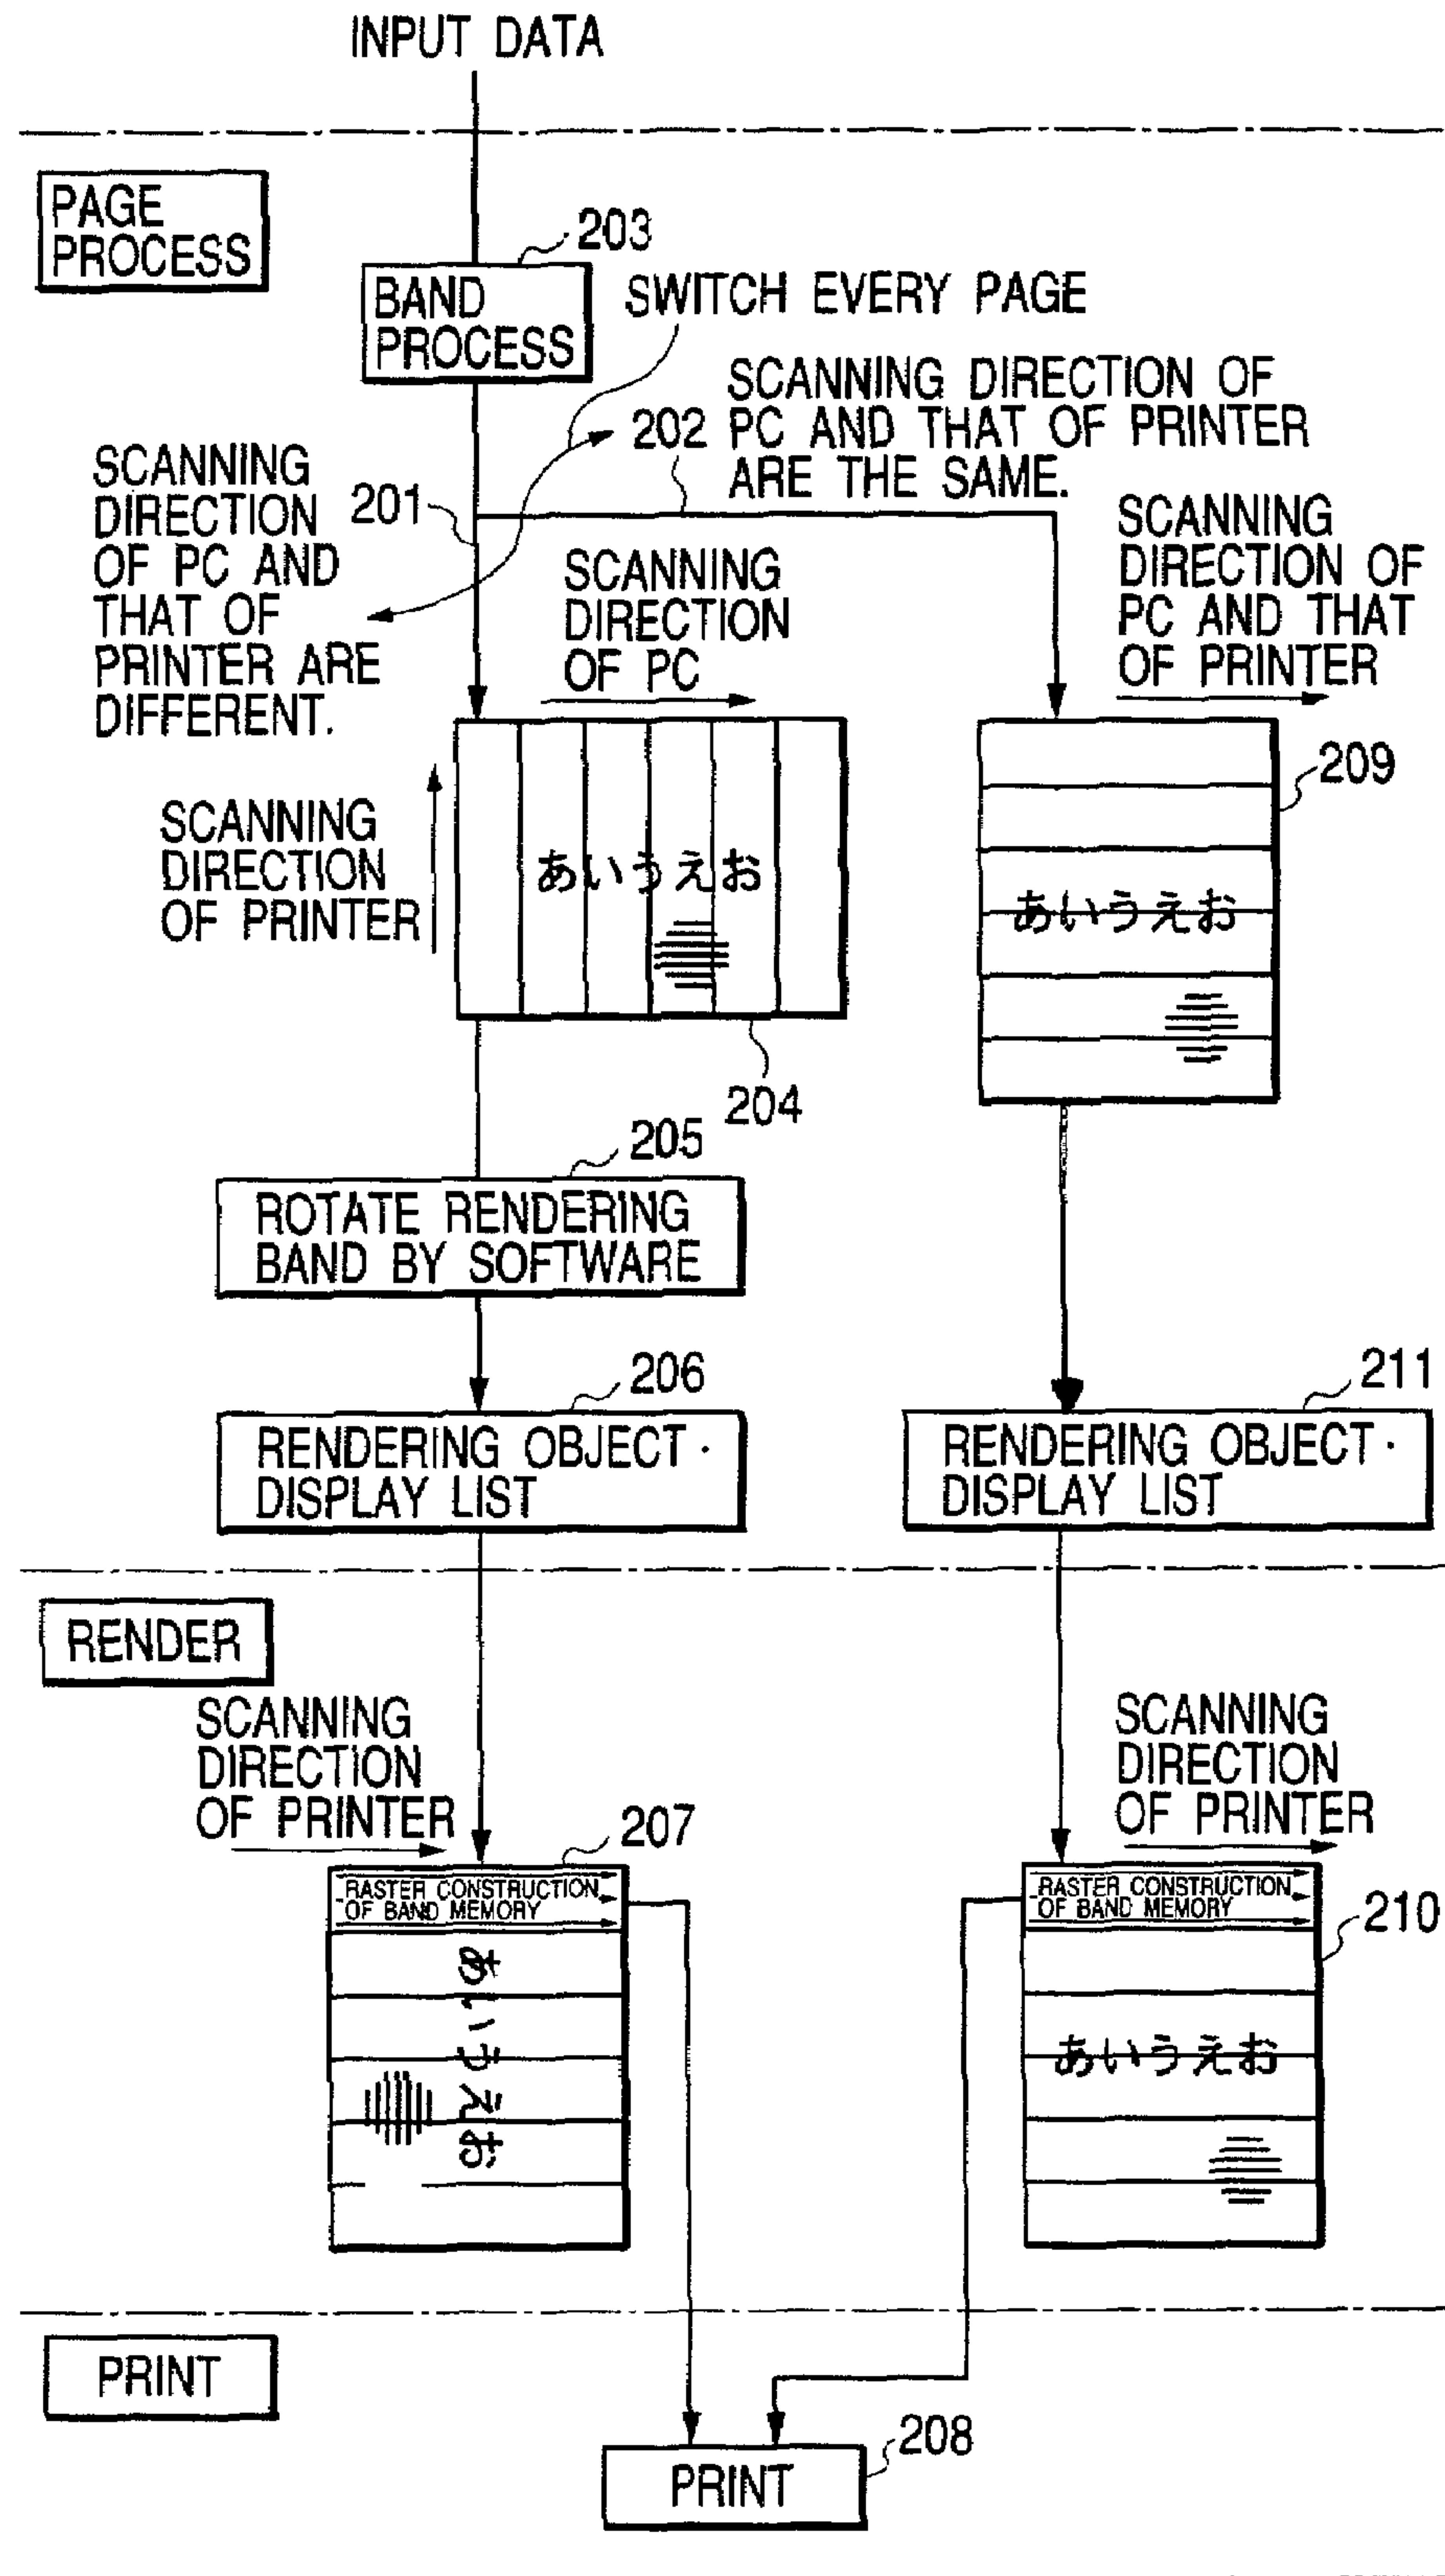 INPUT DATA
PAGE
PROCESS
203
BAND
PROCESS
SWITCH EVERY PAGE
202
SCANNING DIRECTION OF
PC AND THAT OF PRINTER
ARE THE SAME.
SCANNING
DIRECTION
OF PC AND
THAT OF
PRINTER ARE
DIFFERENT.
201
SCANNING
DIRECTION
OF PC
SCANNING
DIRECTION OF
PC AND THAT
OF PRINTER
SCANNING
DIRECTION
OF PRINTER
あいうえお
204
209
あいうえお
205
ROTATE RENDERING
BAND BY SOFTWARE
206
RENDERING OBJECT ·
DISPLAY LIST
211
RENDERING OBJECT ·
DISPLAY LIST
RENDER
SCANNING
DIRECTION
OF PRINTER
207
RASTER CONSTRUCTION
OF BAND MEMORY
あいうえお
SCANNING
DIRECTION
OF PRINTER
RASTER CONSTRUCTION
OF BAND MEMORY
210
あいうえお
PRINT
208
PRINT